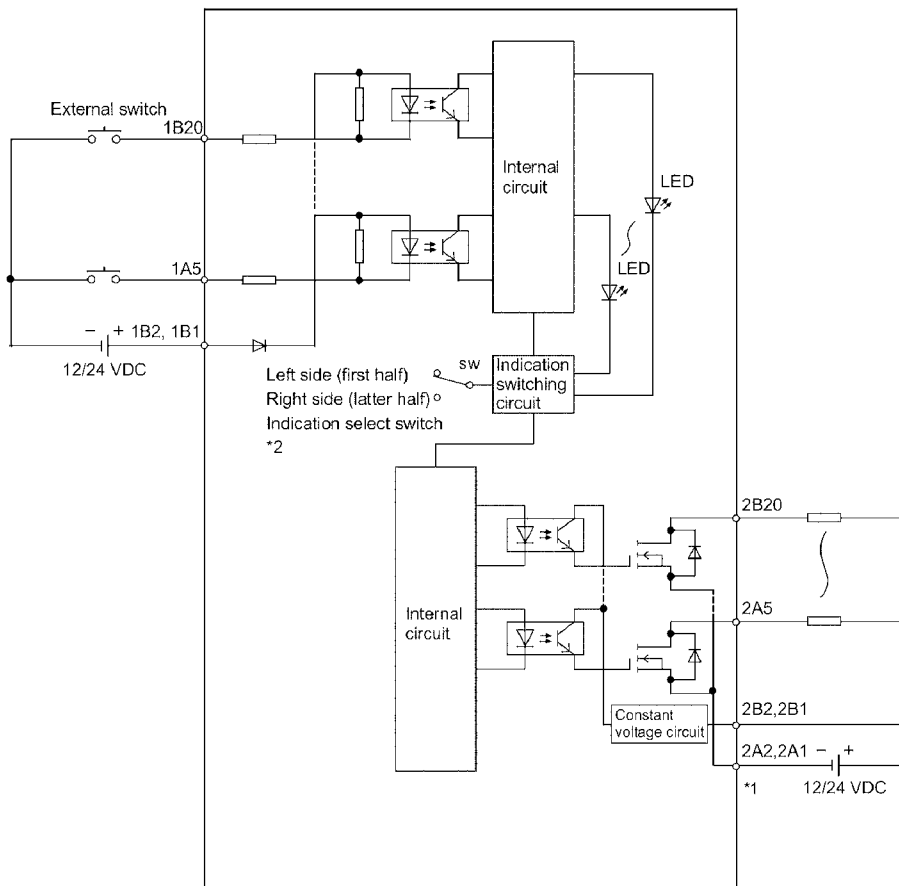 External switch
1B20
Internal
circuit
LED
LED
1A5
− + 1B2, 1B1
12/24 VDC
sw
Left side (first half)
Right side (latter half)
Indication select switch
*2
Indication
switching
circuit
2B20
Internal
circuit
2A5
Constant
voltage circuit
2B2,2B1
2A2,2A1 − +
*1
12/24 VDC